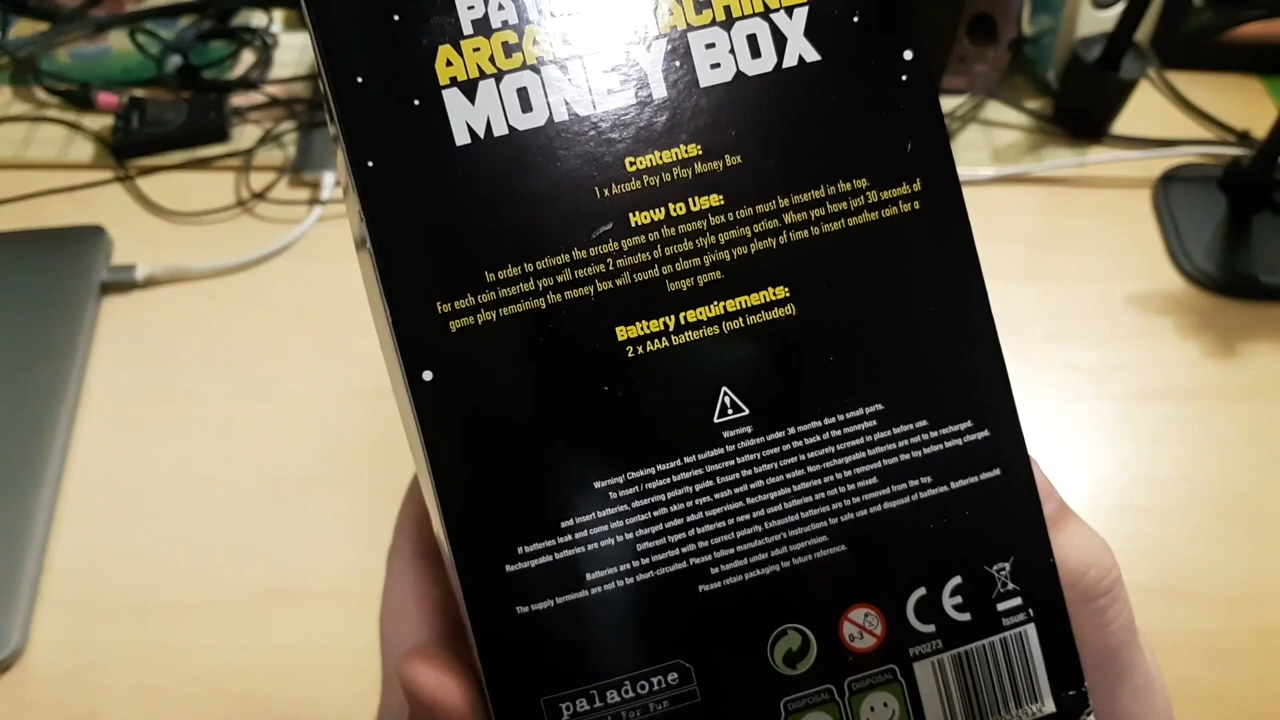 MACHINE
MONEY BOX
Contents:
1 x Arcade Pay to Play Money Box
How to Use:
In order to activate the arcade game on the money box a coin must be inserted in the top.
For each coin inserted you will receive 2 minutes of arcade style gaming action. When you have just 30 seconds of
game play remaining the money box will sound an alarm giving you plenty of time to insert another coin for a
longer game.
Battery requirements:
2 x AAA batteries (not included)
Warning:
Warning! Choking Hazard. Not suitable for children under 36 months due to small parts.
To insert / replace batteries: Unscrew battery cover on the back of the moneybox
and insert batteries, observing polarity guide. Ensure the battery cover is securely screwed in place before use.
If batteries leak and come into contact with skin or eyes, wash well with clean water. Non-rechargeable batteries are not to be recharged.
Rechargeable batteries are only to be charged under adult supervision. Rechargeable batteries are to be removed from the toy before being charged.
Different types of batteries or new and used batteries are not to be mixed.
Batteries are to be inserted with the correct polarity. Exhausted batteries are to be removed from the toy.
The supply terminals are not to be short-circuited. Please follow manufacturer's instructions for safe use and disposal of batteries. Batteries should
be handled under adult supervision.
Please retain packaging for future reference.
0-3
CE
Issue: 1
PP0273
paladone
For Fun
DISPOSAL
DISPOSAL